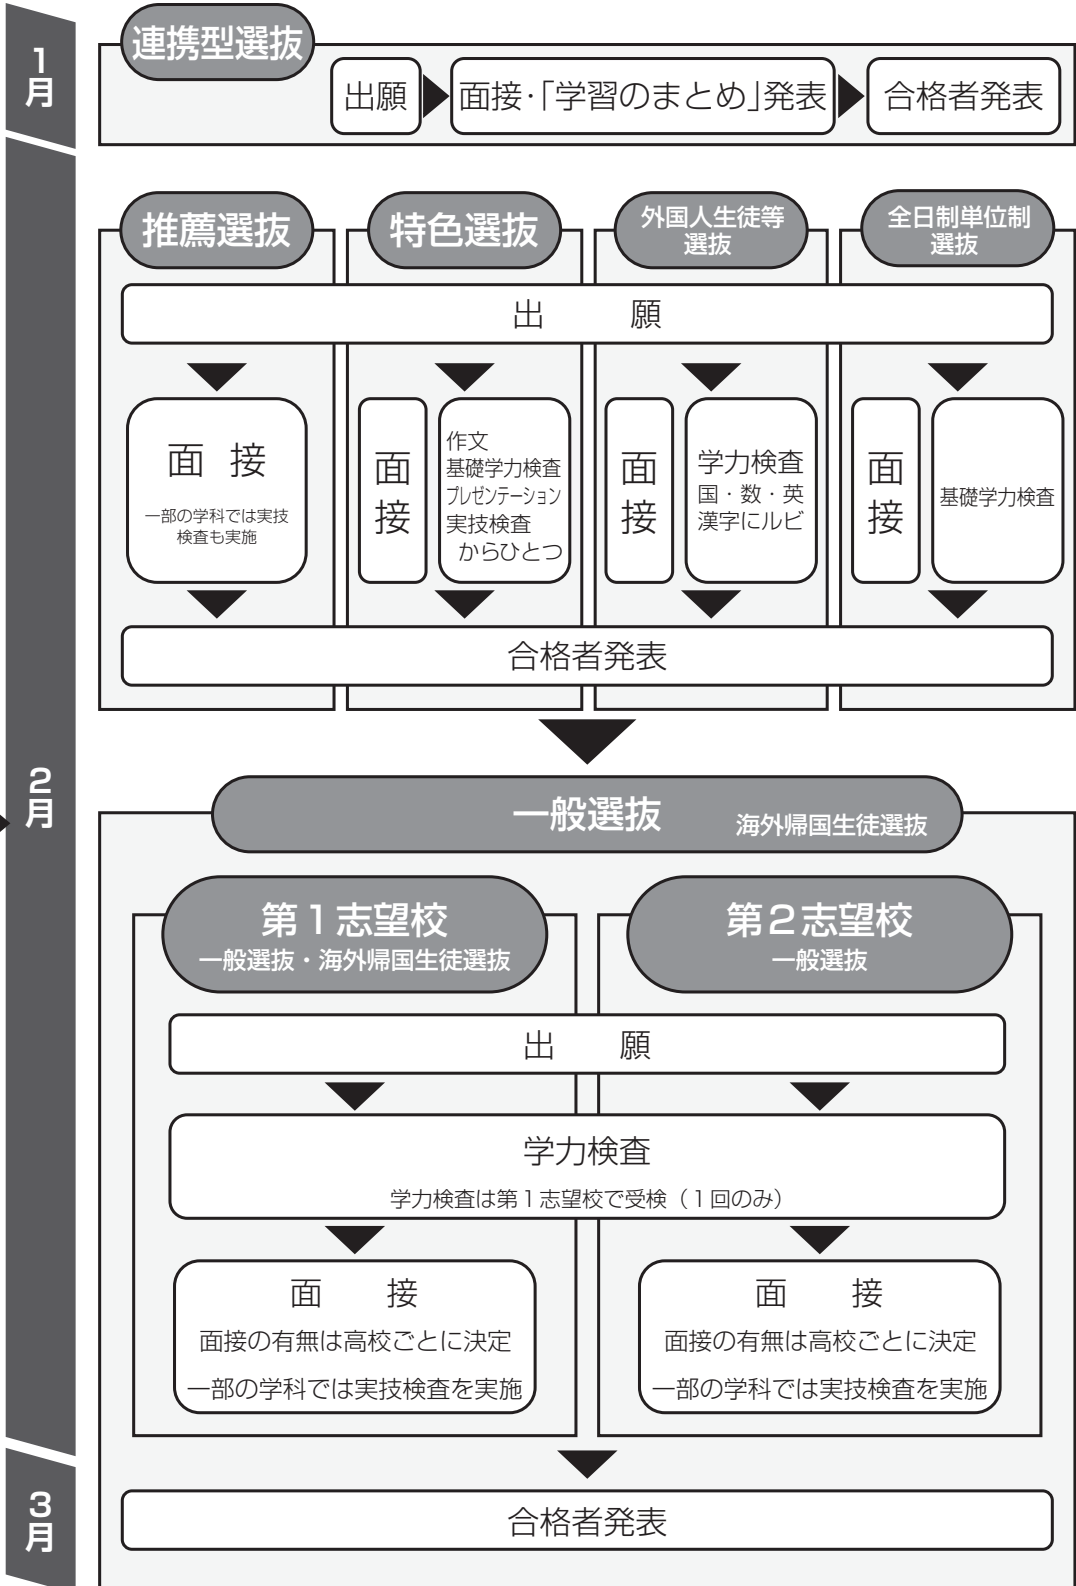 1月
連携型選抜
出願
面接・「学習のまとめ」発表
合格者発表
2月
推薦選抜
特色選抜
外国人生徒等
選抜
全日制単位制
選抜
出願
面接
一部の学科では実技
検査も実施
面接
作文
基礎学力検査
プレゼンテーション
実技検査
からひとつ
面接
学力検査
国・数・英
漢字にルビ
面接
基礎学力検査
合格者発表
一般選抜 海外帰国生徒選抜
第1志望校
一般選抜・海外帰国生徒選抜
第2志望校
一般選抜
出願
学力検査
学力検査は第1志望校で受検(1回のみ)
面接
面接の有無は高校ごとに決定
一部の学科では実技検査を実施
面接
面接の有無は高校ごとに決定
一部の学科では実技検査を実施
3月
合格者発表